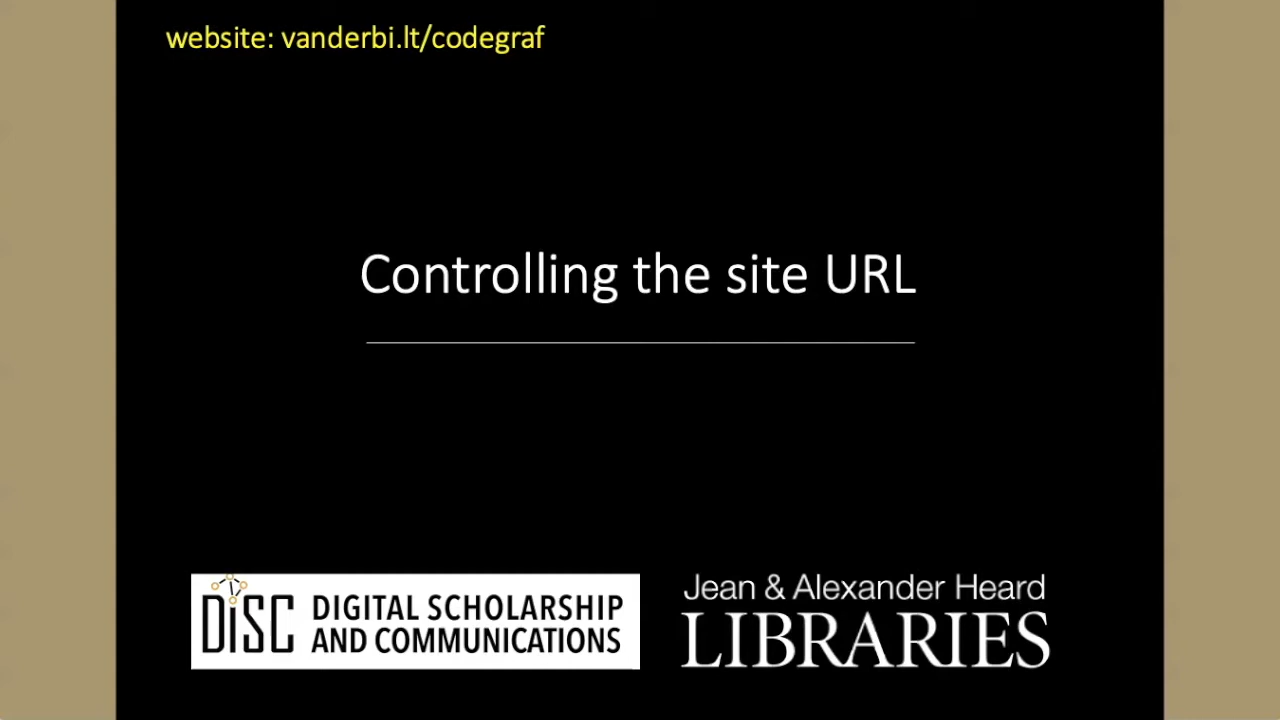 website: vanderbi.lt/codegraf
Controlling the site URL
DiSC DIGITAL SCHOLARSHIP
AND COMMUNICATIONS
Jean & Alexander Heard
LIBRARIES